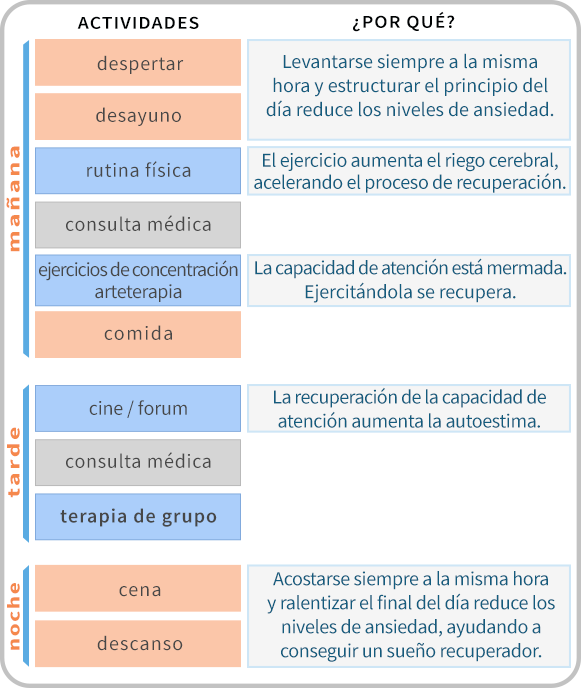 ACTIVIDADES
¿POR QUÉ?
mañana
despertar
desayuno
Levantarse siempre a la misma
hora y estructurar el principio del
día reduce los niveles de ansiedad.
rutina física
El ejercicio aumenta el riego cerebral,
acelerando el proceso de recuperación.
consulta médica
ejercicios de concentración
arteterapia
La capacidad de atención está mermada.
Ejercitándola se recupera.
comida
tarde
cine / forum
La recuperación de la capacidad de
atención aumenta la autoestima.
consulta médica
terapia de grupo
noche
cena
descanso
Acostarse siempre a la misma hora
y ralentizar el final del día reduce los
niveles de ansiedad, ayudando a
conseguir un sueño recuperador.